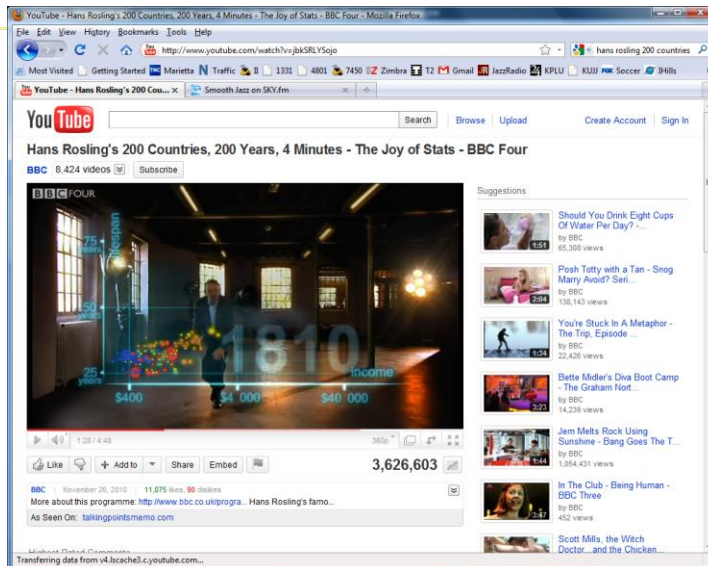 YouTube - Hans Rosling's 200 Countries, 200 Years, 4 Minutes - The Joy of Stats - BBC Four - Mozilla Firefox
File Edit View History Bookmarks Tools Help
http://www.youtube.com/watch?v=jbkSRLYSojo
hans rosling 200 countries
Most Visited Getting Started Marietta Traffic II 1331 4801 7450 Zimbra T2 Gmail JazzRadio KPLU KUJJ Soccer IHills
YouTube - Hans Rosling's 200 Cou... Smooth Jazz on SKY.fm
YouTube Search Browse Upload Create Account Sign In
Hans Rosling's 200 Countries, 200 Years, 4 Minutes - The Joy of Stats - BBC Four
BBC 8,424 videos Subscribe
BBC FOUR
lifespan
75 years
50 years
25 years
1810
income
$400 $4 000 $40 000
1:28 / 4:48 360p
Like Add to Share Embed 3,626,603
BBC November 26, 2010 11,075 likes, 90 dislikes
More about this programme: http://www.bbc.co.uk/progra... Hans Rosling's famo...
As Seen On: talkingpointsmemo.com
Highest Rated Comments
Suggestions
1:51
Should You Drink Eight Cups
Of Water Per Day? -...
by BBC
65,308 views
2:04
Posh Totty with a Tan - Snog
Marry Avoid? Seri...
by BBC
138,143 views
1:34
You're Stuck In A Metaphor -
The Trip, Episode ...
by BBC
22,426 views
3:23
Bette Midler's Diva Boot Camp
- The Graham Nort...
by BBC
14,239 views
1:44
Jem Melts Rock Using
Sunshine - Bang Goes The T...
by BBC
1,054,431 views
3:47
In The Club - Being Human -
BBC Three
by BBC
452 views
Scott Mills, the Witch
Doctor...and the Chicken...
Transferring data from v4.lscache3.c.youtube.com...